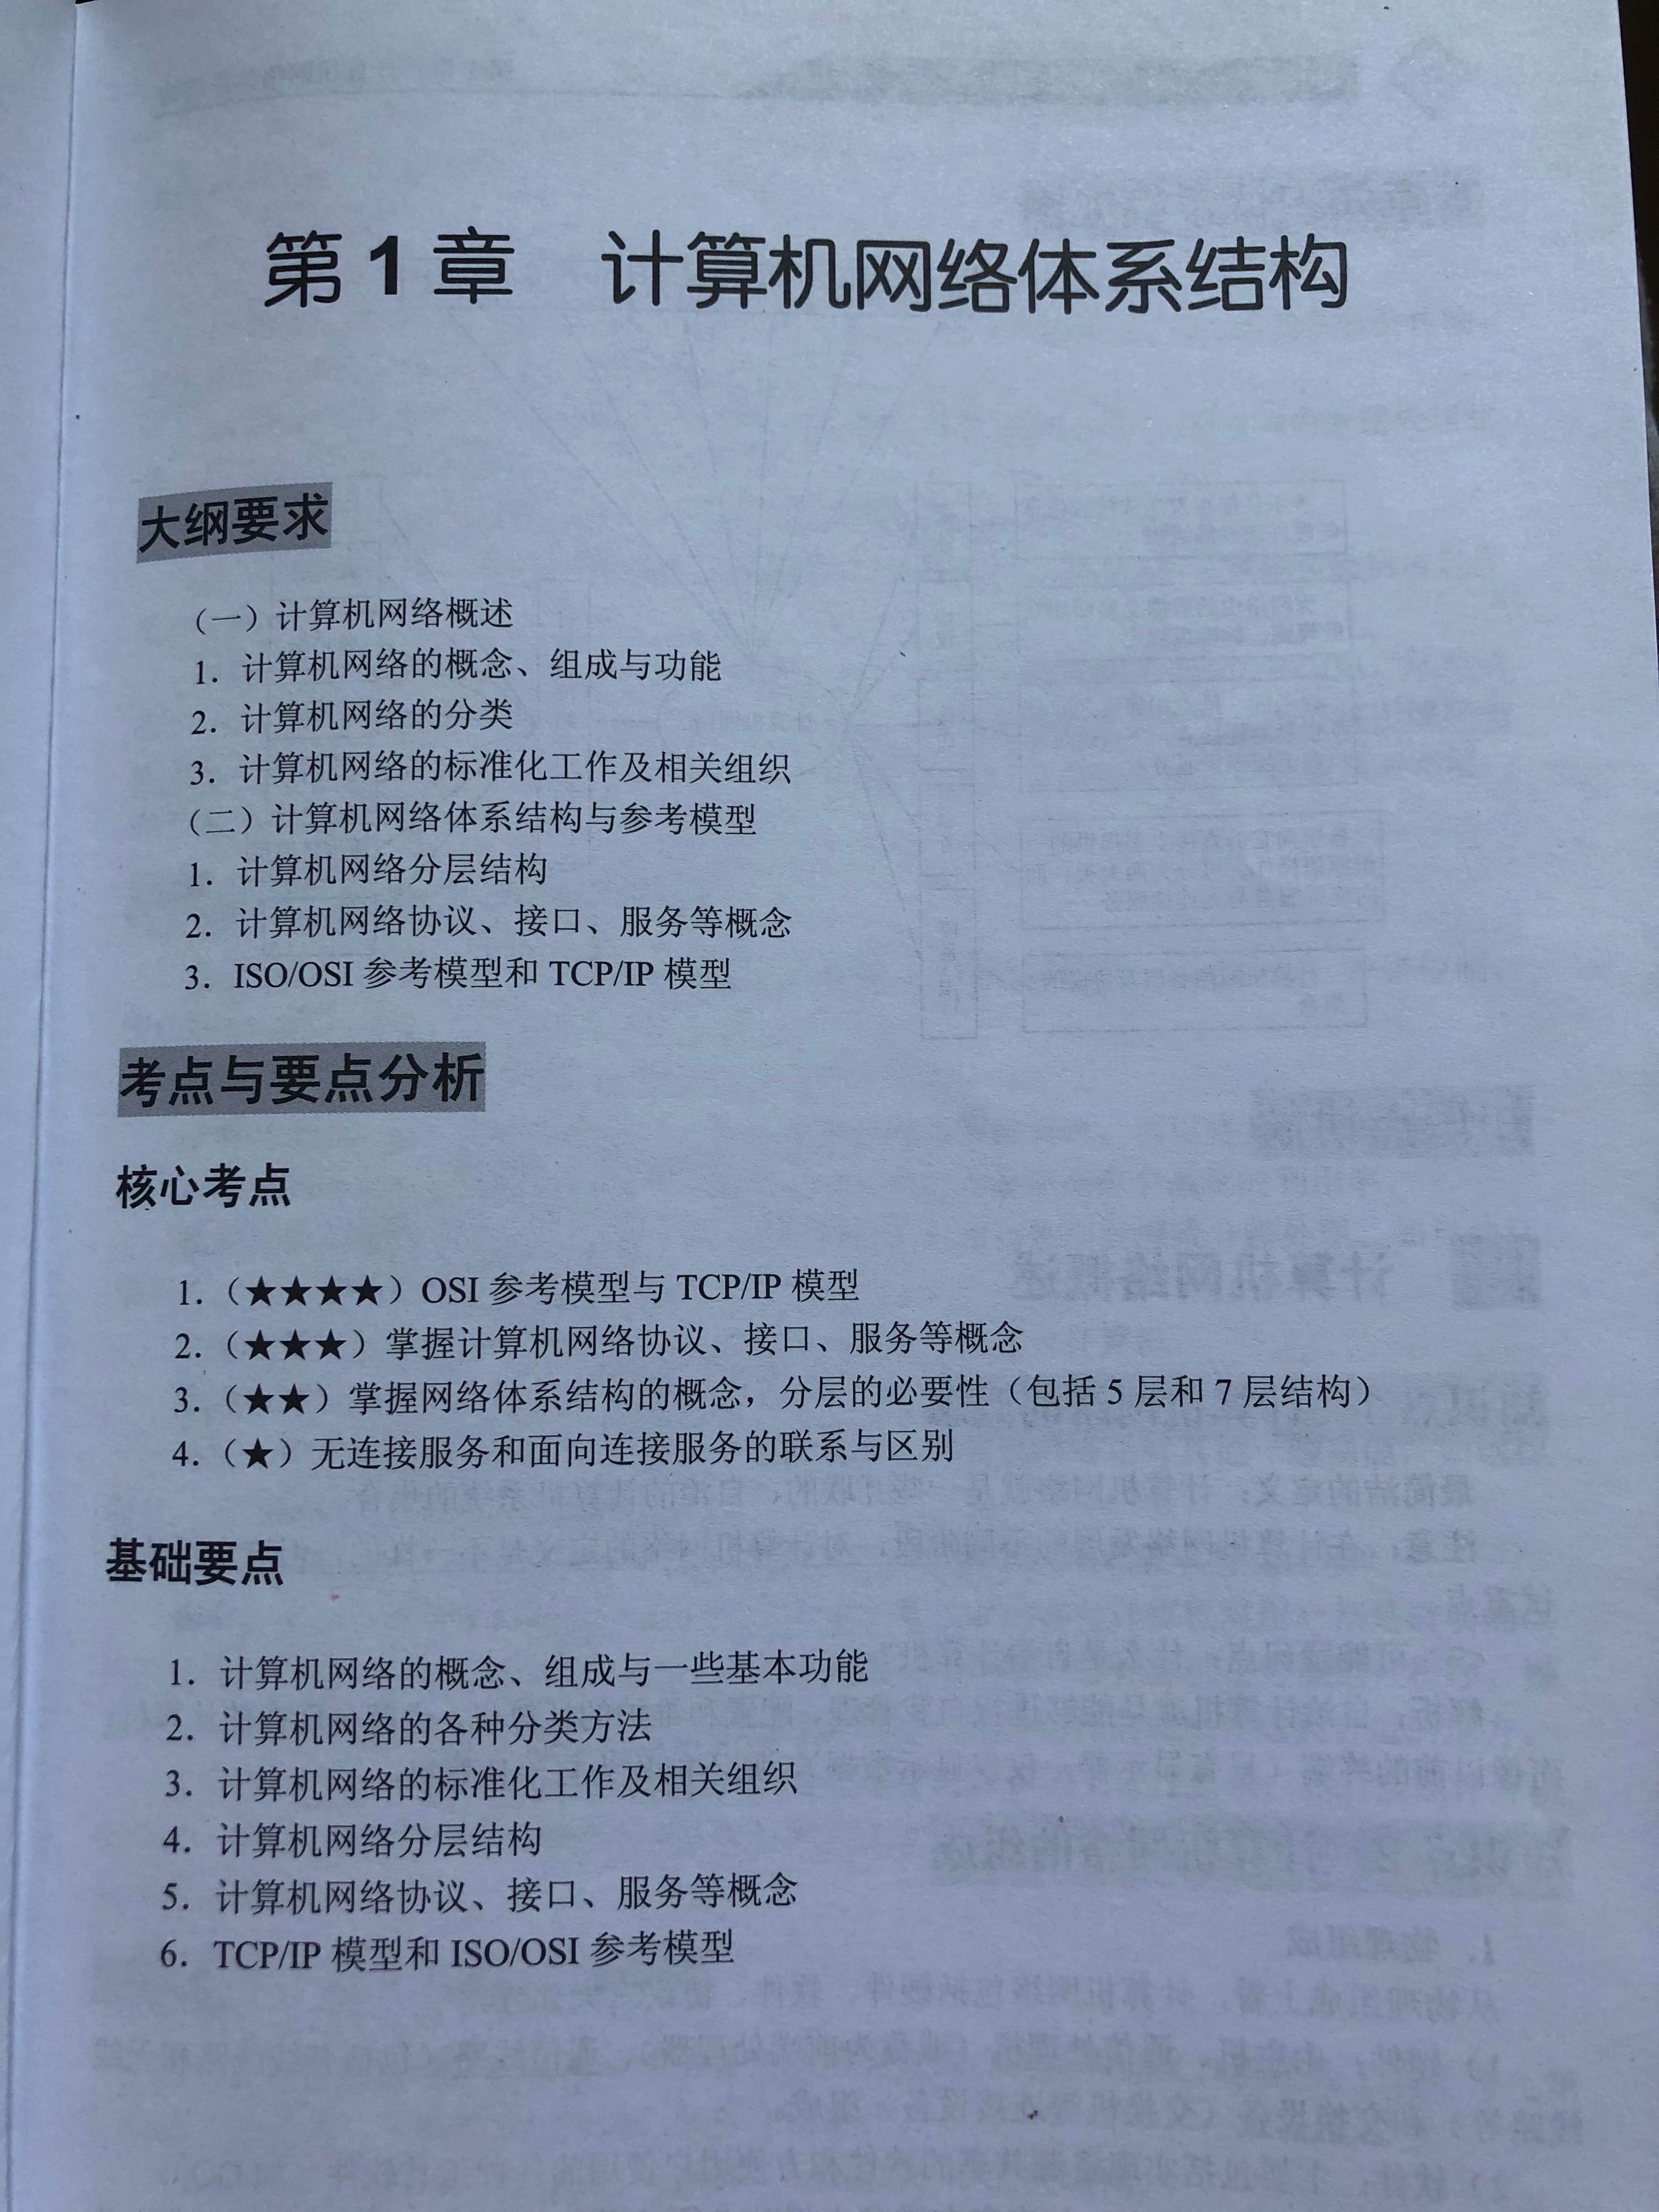 第1章 计算机网络体系结构
大纲要求
（一）计算机网络概述
1. 计算机网络的概念、组成与功能
2. 计算机网络的分类
3. 计算机网络的标准化工作及相关组织
（二）计算机网络体系结构与参考模型
1. 计算机网络分层结构
2. 计算机网络协议、接口、服务等概念
3. ISO/OSI 参考模型和 TCP/IP 模型
考点与要点分析
核心考点
1.（★★★★）OSI 参考模型与 TCP/IP 模型
2.（★★★）掌握计算机网络协议、接口、服务等概念
3.（★★）掌握网络体系结构的概念，分层的必要性（包括 5 层和 7 层结构）
4.（★）无连接服务和面向连接服务的联系与区别
基础要点
1. 计算机网络的概念、组成与一些基本功能
2. 计算机网络的各种分类方法
3. 计算机网络的标准化工作及相关组织
4. 计算机网络分层结构
5. 计算机网络协议、接口、服务等概念
6. TCP/IP 模型和 ISO/OSI 参考模型